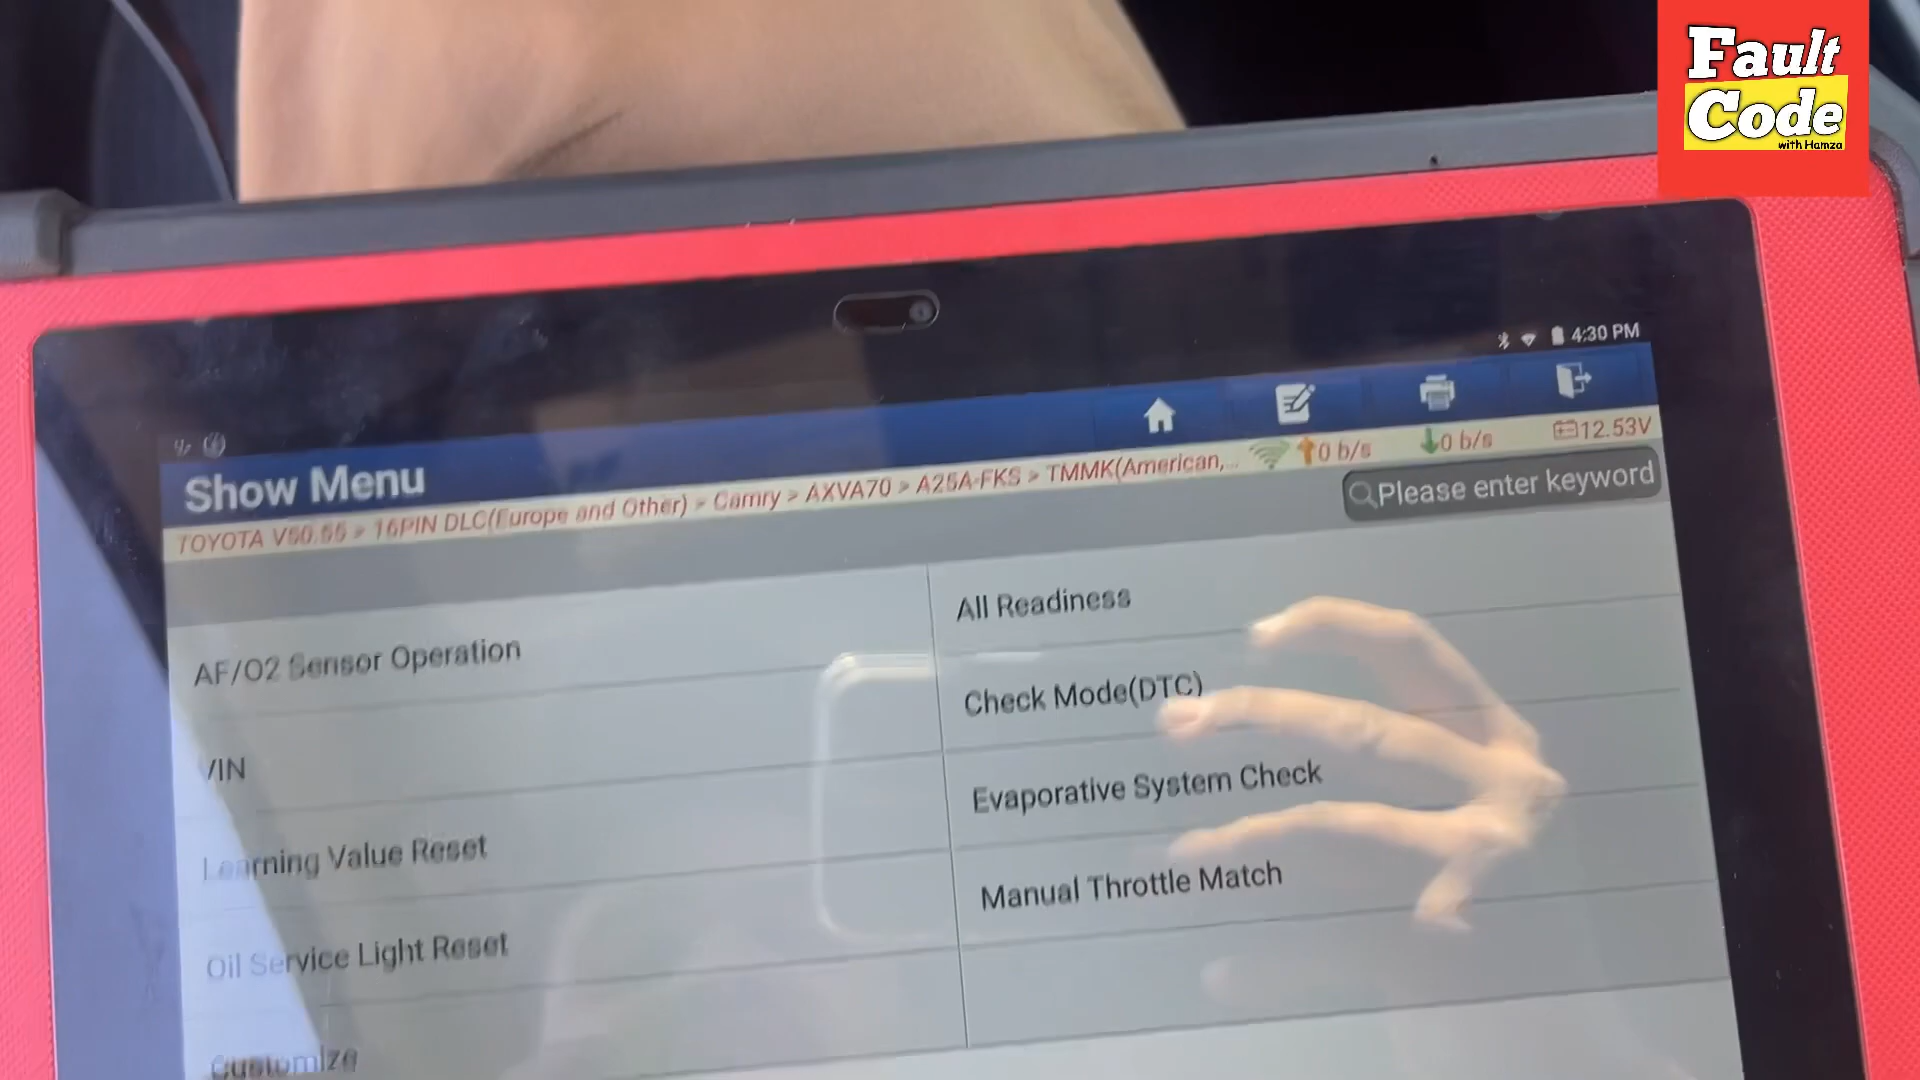 Fault
Code
with Hamza
4:30 PM
Show Menu
TOYOTA V50.55 > 16PIN DLC(Europe and Other) > Camry > AXVA70 > A25A-FKS > TMMK(American,...
0 b/s
0 b/s
12.53V
Please enter keyword
AF/O2 Sensor Operation
All Readiness
VIN
Check Mode(DTC)
Learning Value Reset
Evaporative System Check
Oil Service Light Reset
Manual Throttle Match
Customize